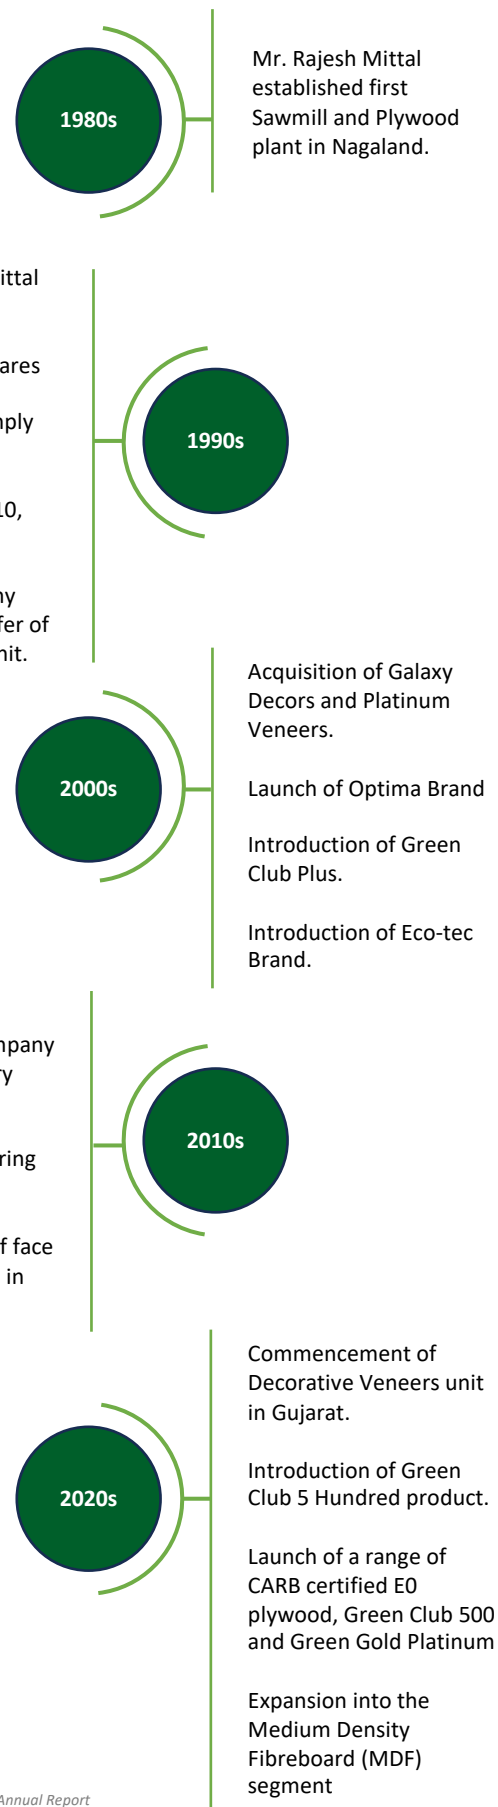 1980s
Mr. Rajesh Mittal
established first
Sawmill and Plywood
plant in Nagaland.
ittal
ares
nply
10,
ny
fer of
nit.
1990s
2000s
Acquisition of Galaxy
Decors and Platinum
Veneers.
Launch of Optima Brand
Introduction of Green
Club Plus.
Introduction of Eco-tec
Brand.
npany
ry
ring
f face
in
2010s
2020s
Commencement of
Decorative Veneers unit
in Gujarat.
Introduction of Green
Club 5 Hundred product.
Launch of a range of
CARB certified E0
plywood, Green Club 500
and Green Gold Platinum
Expansion into the
Medium Density
Fibreboard (MDF)
segment
Annual Report